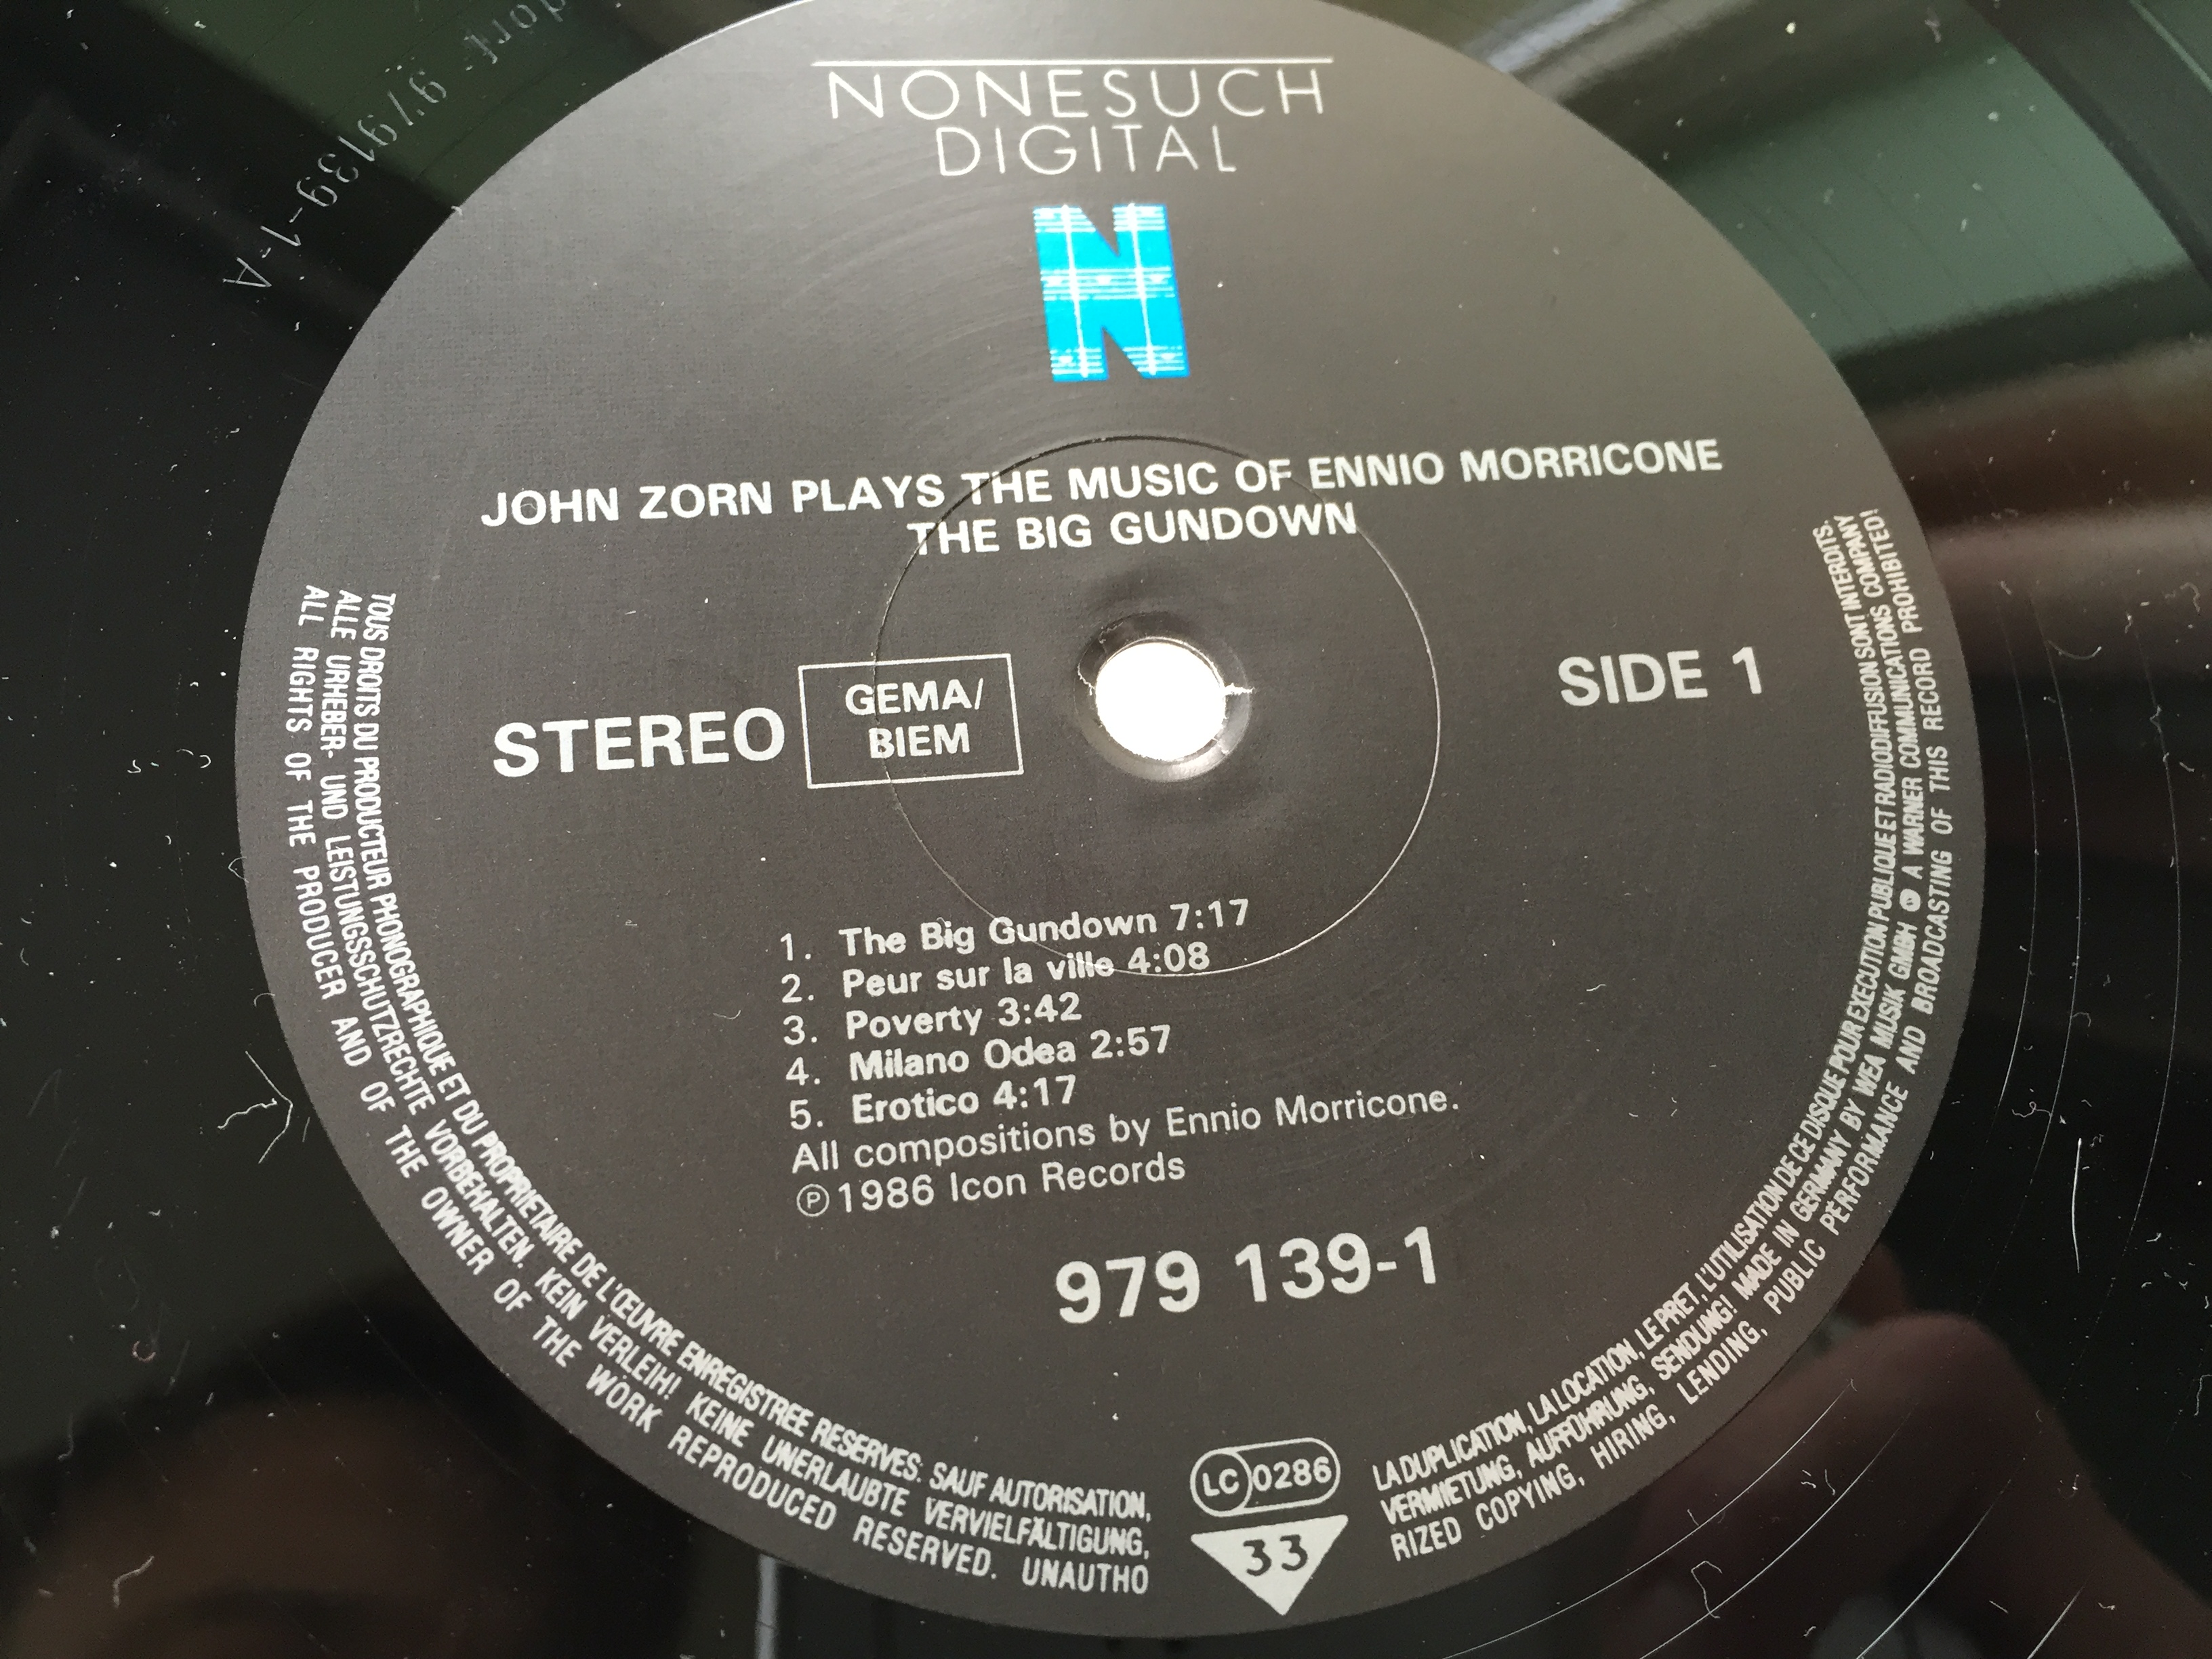 NONESUCH
DIGITAL
N
JOHN ZORN PLAYS THE MUSIC OF ENNIO MORRICONE
THE BIG GUNDOWN
STEREO
GEMA/
BIEM
SIDE 1
1. The Big Gundown 7:17
2. Peur sur la ville 4:08
3. Poverty 3:42
4. Milano Odea 2:57
5. Erotico 4:17
All compositions by Ennio Morricone.
Ⓟ1986 Icon Records
979 139-1
LC 0286
33
TOUS DROITS DU PRODUCTEUR PHONOGRAPHIQUE ET DU PROPRIETAIRE DE L'ŒUVRE ENREGISTREE RESERVES. SAUF AUTORISATION, LA DUPLICATION, LA LOCATION, LE PRET, L'UTILISATION DE CE DISQUE POUR EXECUTION PUBLIQUE ET RADIODIFFUSION SONT INTERDITS.
ALLE URHEBER- UND LEISTUNGSSCHUTZRECHTE VORBEHALTEN. KEIN VERLEIH! KEINE UNERLAUBTE VERVIELFÄLTIGUNG, VERMIETUNG, AUFFÜHRUNG, SENDUNG! MADE IN GERMANY BY WEA MUSIK GMBH A WARNER COMMUNICATIONS COMPANY
ALL RIGHTS OF THE PRODUCER AND OF THE OWNER OF THE WORK REPRODUCED RESERVED. UNAUTHORIZED COPYING, HIRING, LENDING, PUBLIC PERFORMANCE AND BROADCASTING OF THIS RECORD PROHIBITED!
979139-1-A